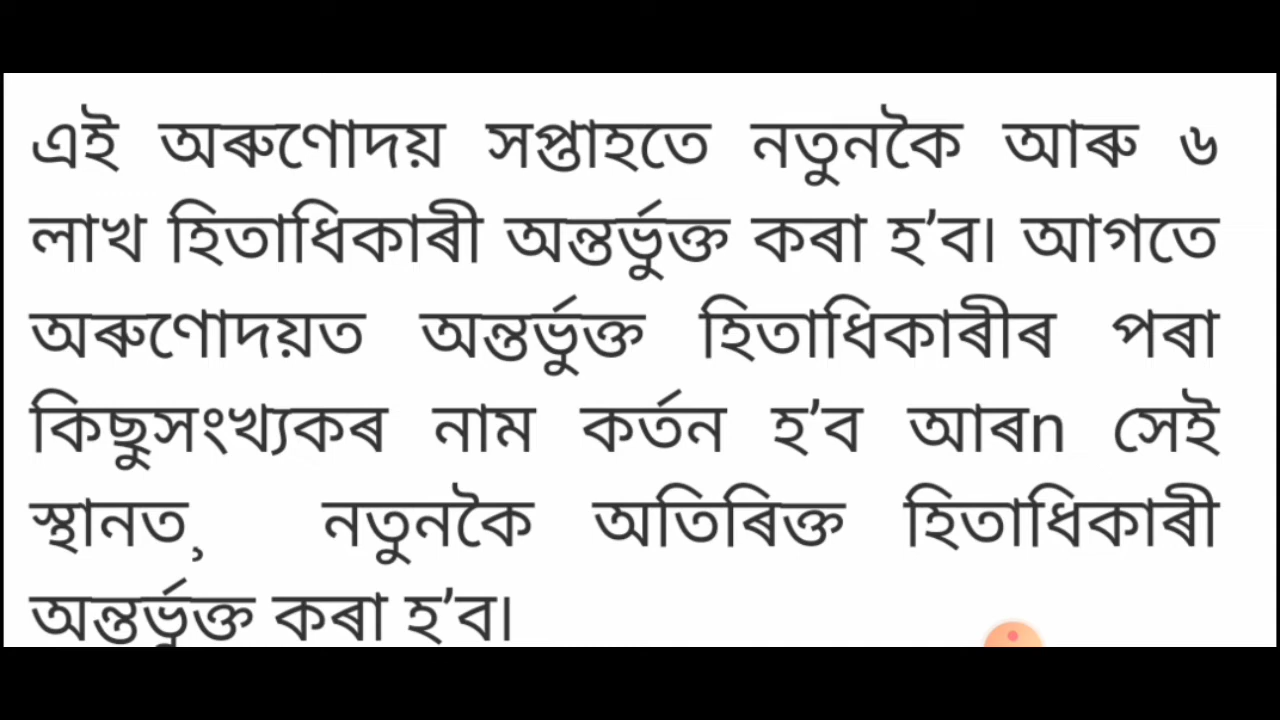 এই অৰুণোদয় সপ্তাহতে নতুনকৈ আৰু ৬
লাখ হিতাধিকাৰী অন্তৰ্ভুক্ত কৰা হ’ব। আগতে
অৰুণোদয়ত অন্তৰ্ভুক্ত হিতাধিকাৰীৰ পৰা
কিছুসংখ্যকৰ নাম কৰ্তন হ’ব আৰn সেই
স্থানত, নতুনকৈ অতিৰিক্ত হিতাধিকাৰী
অন্তৰ্ভুক্ত কৰা হ’ব।